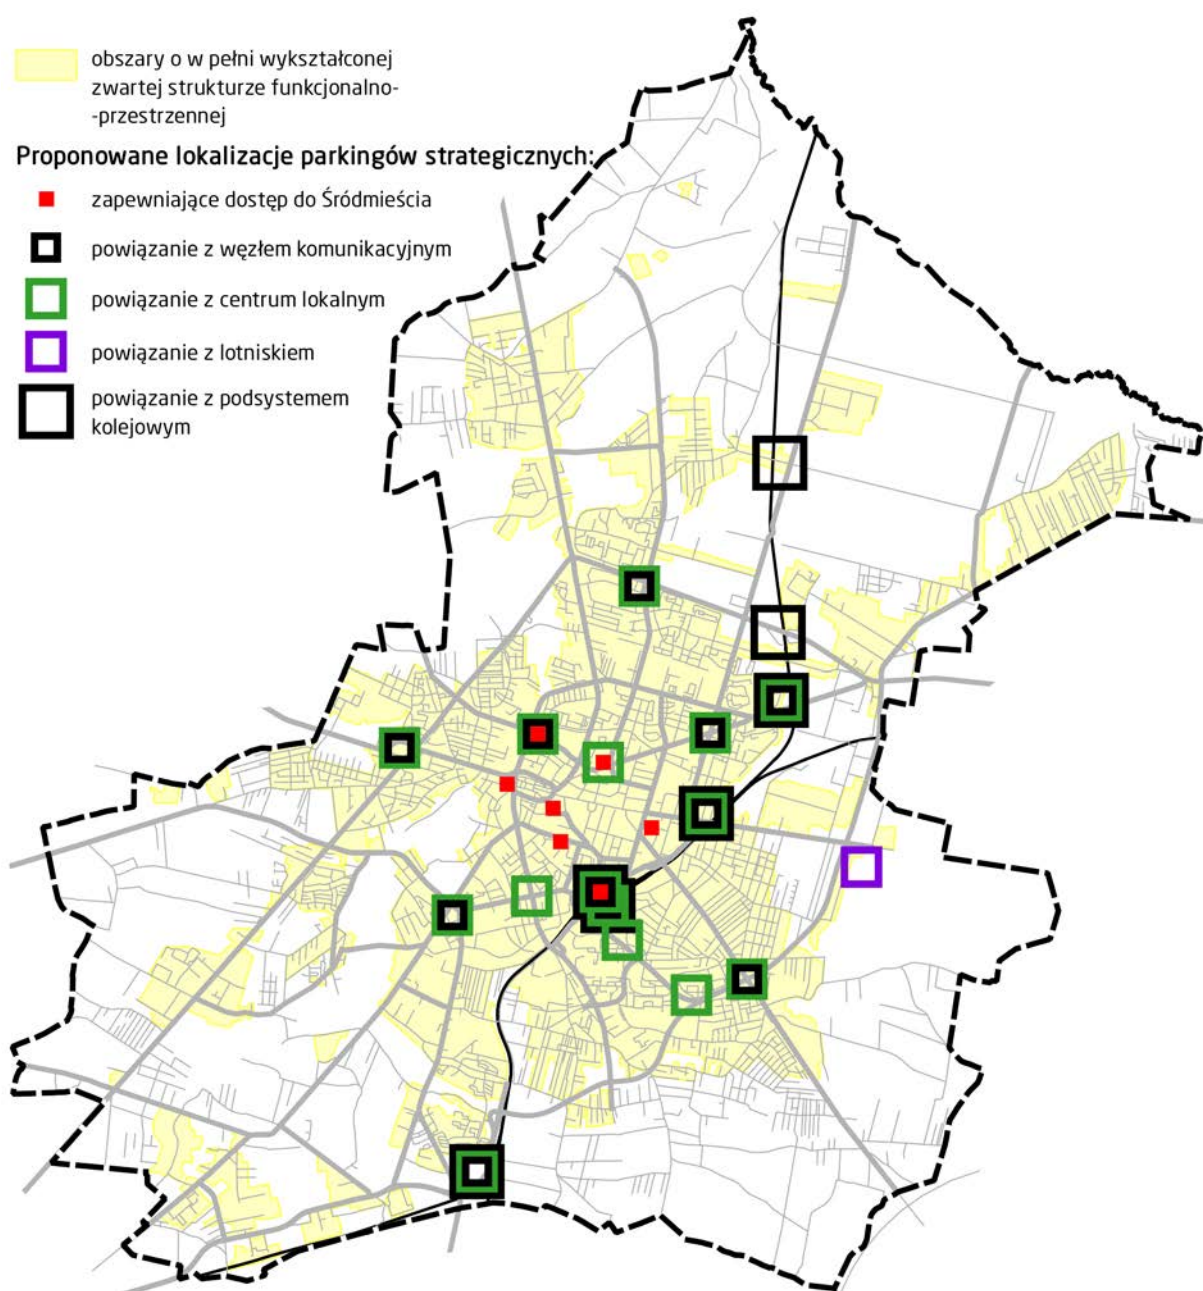 obszary o w pełni wykształconej
zwartej strukturze funkcjonalno-
-przestrzennej
Proponowane lokalizacje parkingów strategicznych:
zapewniające dostęp do Śródmieścia
powiązanie z węzłem komunikacyjnym
powiązanie z centrum lokalnym
powiązanie z lotniskiem
powiązanie z podsystemem
kolejowym